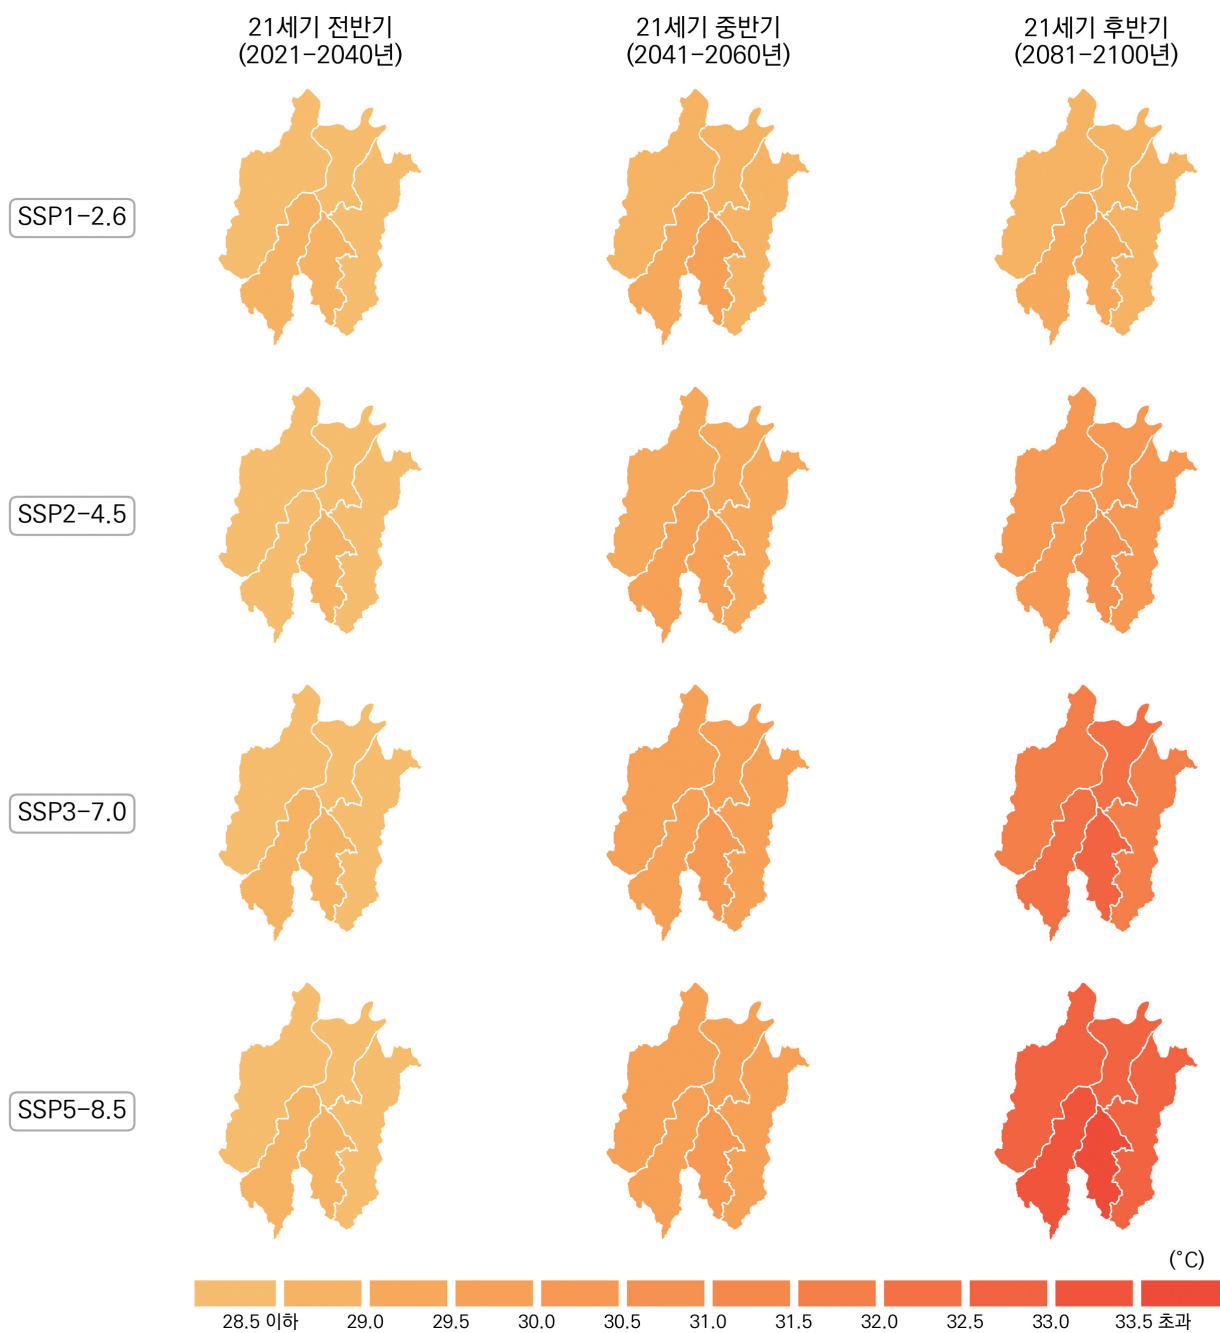 21세기 전반기
(2021-2040년)
21세기 중반기
(2041-2060년)
21세기 후반기
(2081-2100년)
SSP1-2.6
SSP2-4.5
SSP3-7.0
SSP5-8.5
(°C)
28.5 이하 29.0 29.5 30.0 30.5 31.0 31.5 32.0 32.5 33.0 33.5 초과